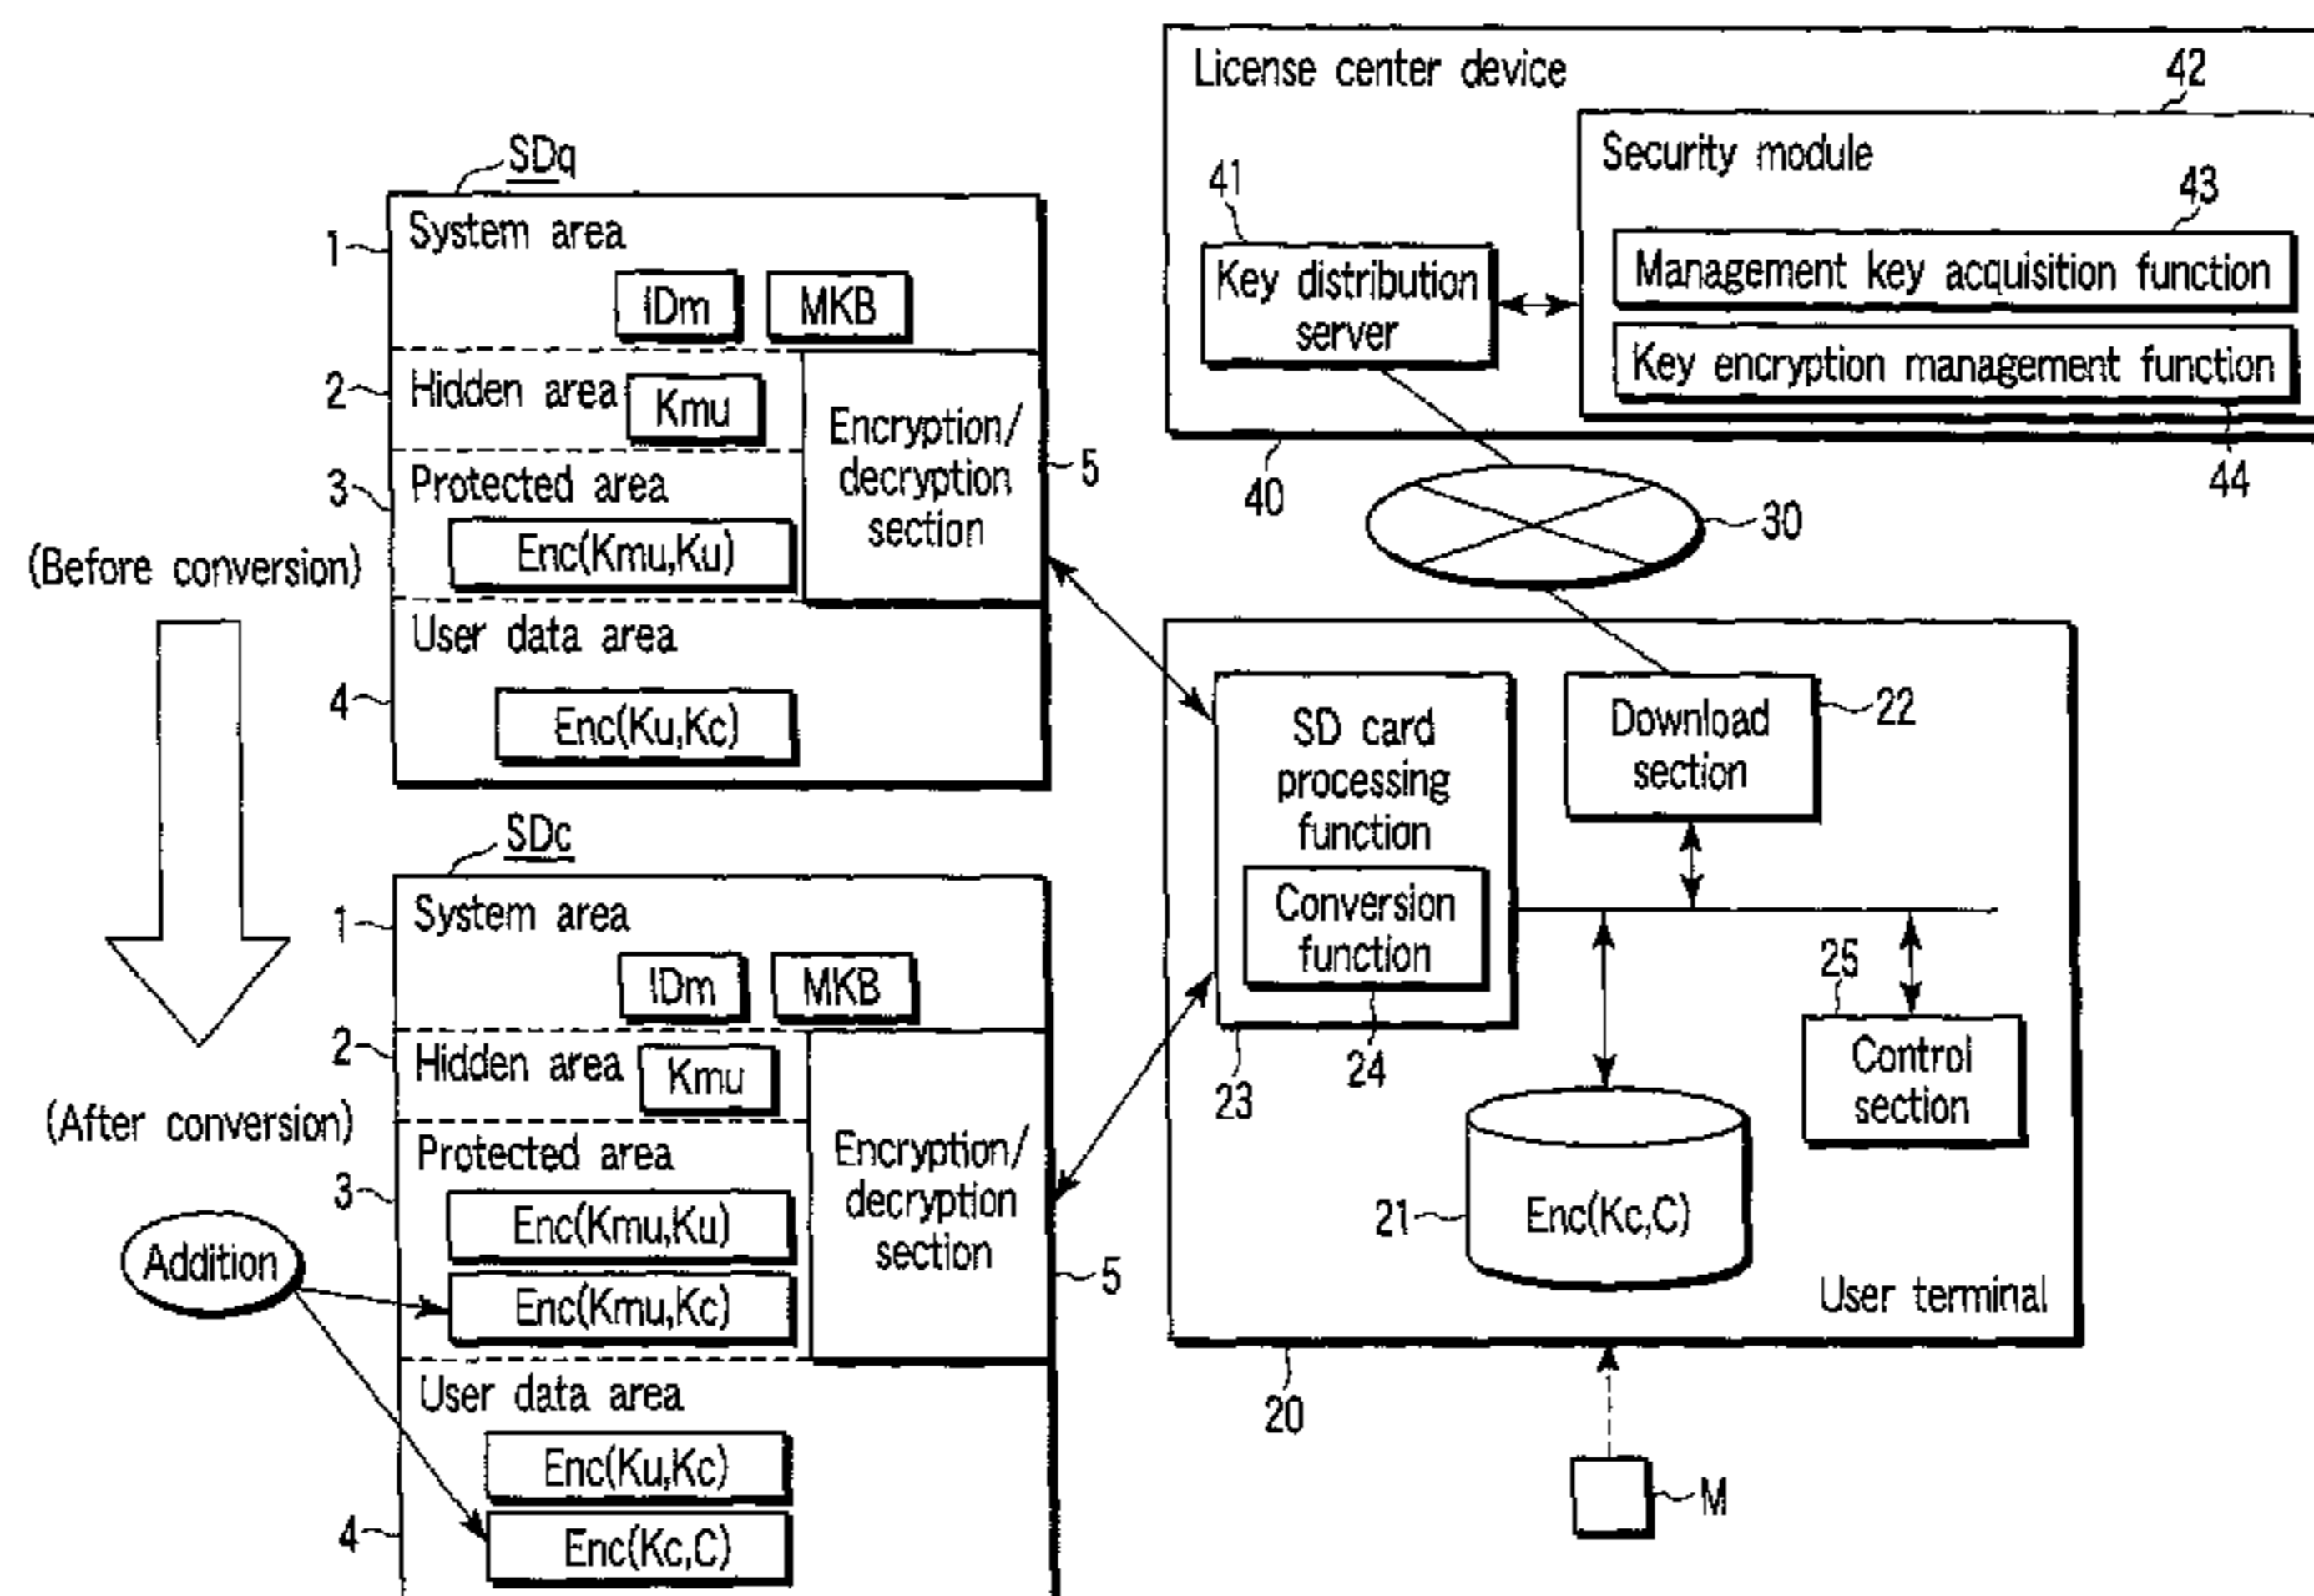 License center device
42
Security module
43
41
Management key acquisition function
Key distribution
server
Key encryption management function
40
44
30
SDq
1
System area
IDm
MKB
2
Hidden area
Kmu
Encryption/
decryption
section
5
3
Protected area
Enc(Kmu,Ku)
(Before conversion)
User data area
4
Enc(Ku,Kc)
SD card
processing
function
Conversion
function
23
24
Download
section
22
25
Control
section
21
Enc(Kc,C)
User terminal
20
M
SDc
1
System area
IDm
MKB
2
Hidden area
Kmu
Encryption/
decryption
section
5
(After conversion)
3
Protected area
Enc(Kmu,Ku)
Addition
Enc(Kmu,Kc)
User data area
Enc(Ku,Kc)
4
Enc(Kc,C)